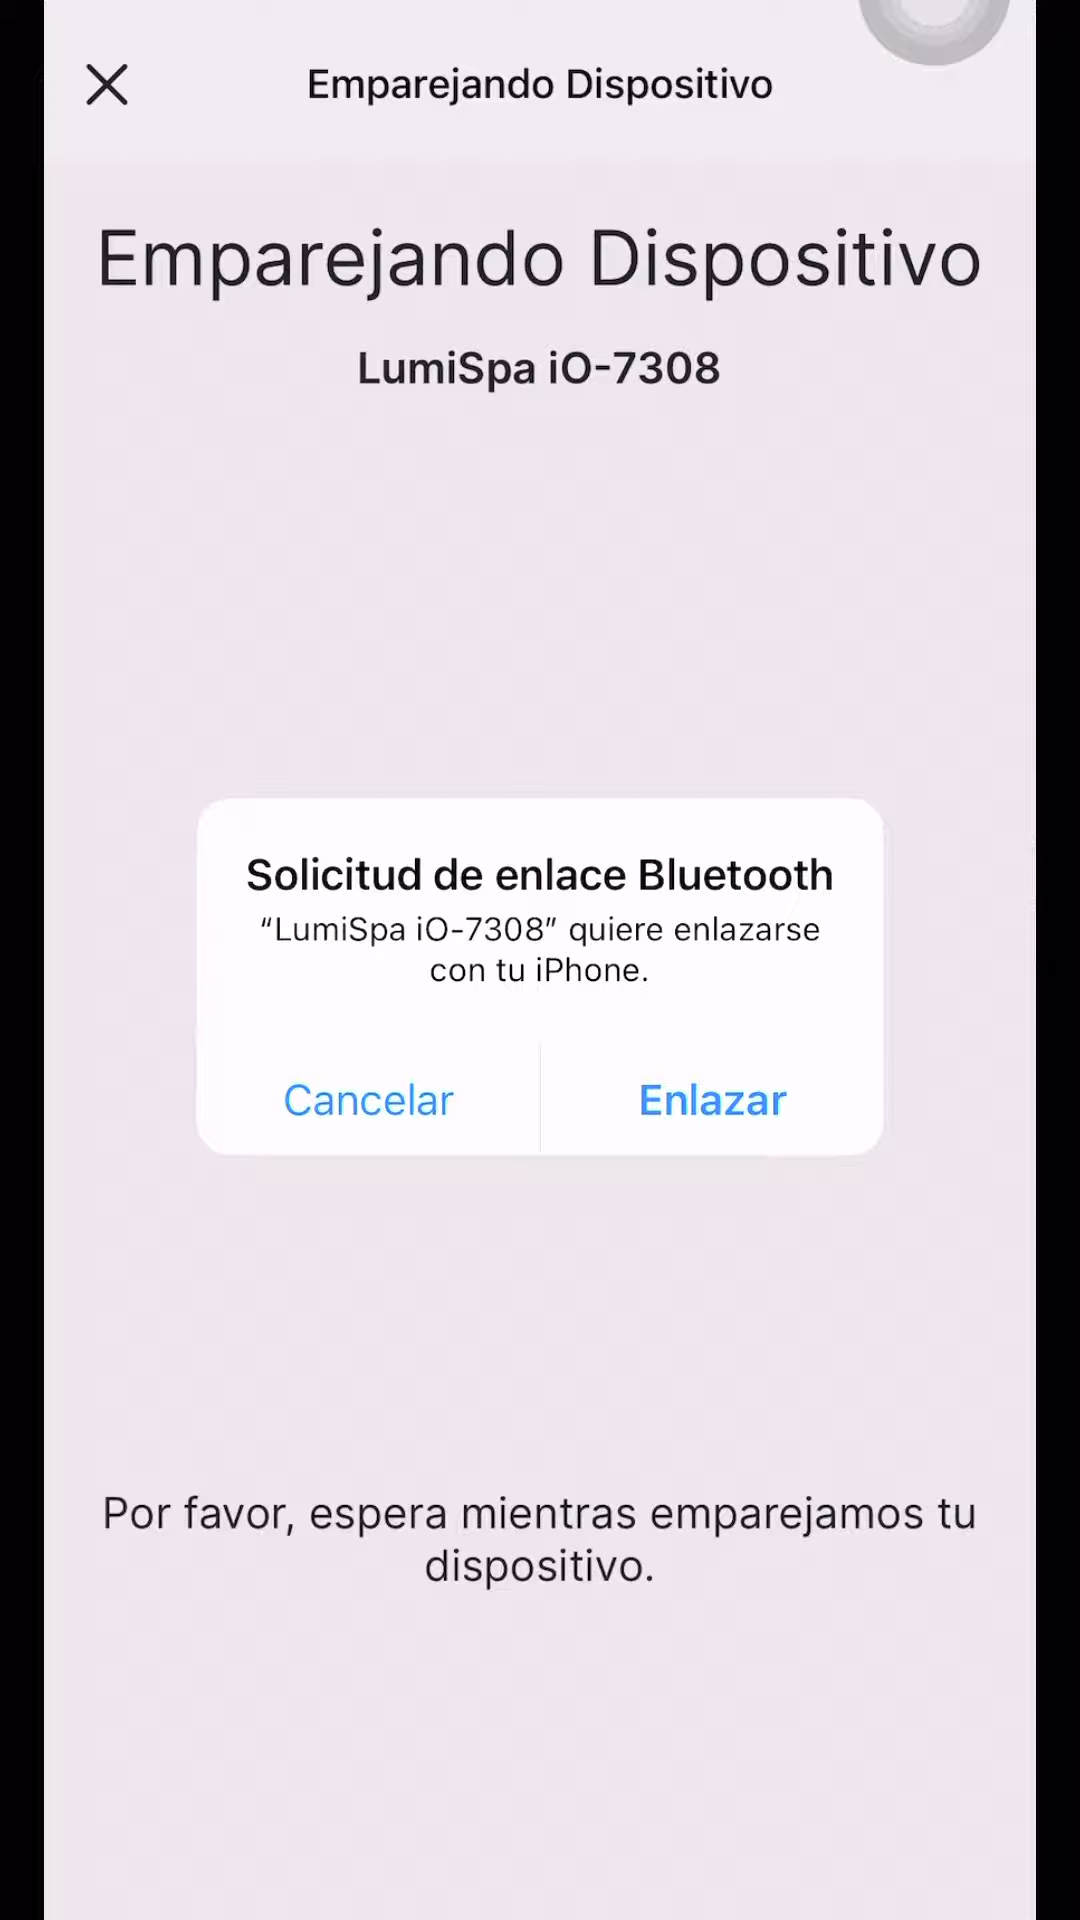 Emparejando Dispositivo
Emparejando Dispositivo
LumiSpa iO-7308
Solicitud de enlace Bluetooth
“LumiSpa iO-7308” quiere enlazarse
con tu iPhone.
Cancelar
Enlazar
Por favor, espera mientras emparejamos tu
dispositivo.